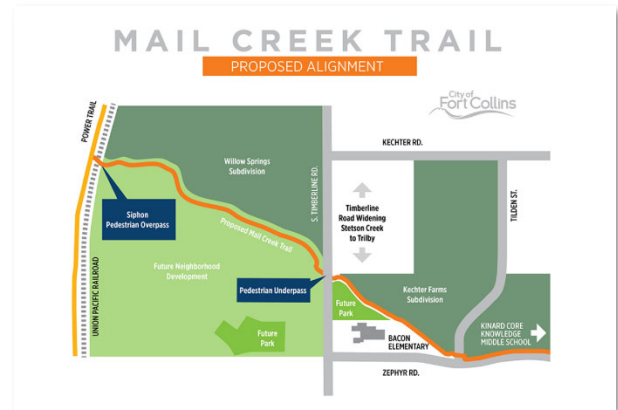 MAIL CREEK TRAIL
PROPOSED ALIGNMENT
City of
Fort Collins
POWER TRAIL
KECHTER RD.
Willow Springs
Subdivision
S. TIMBERLINE RD.
TILDEN ST.
Siphon
Pedestrian Overpass
Timberline
Road Widening
Stetson Creek
to Trilby
Proposed Mail Creek Trail
UNION PACIFIC RAILROAD
Future Neighborhood
Development
Pedestrian Underpass
Kechter Farms
Subdivision
Future
Park
Future
Park
BACON
ELEMENTARY
KINARD CORE
KNOWLEDGE
MIDDLE SCHOOL
ZEPHYR RD.